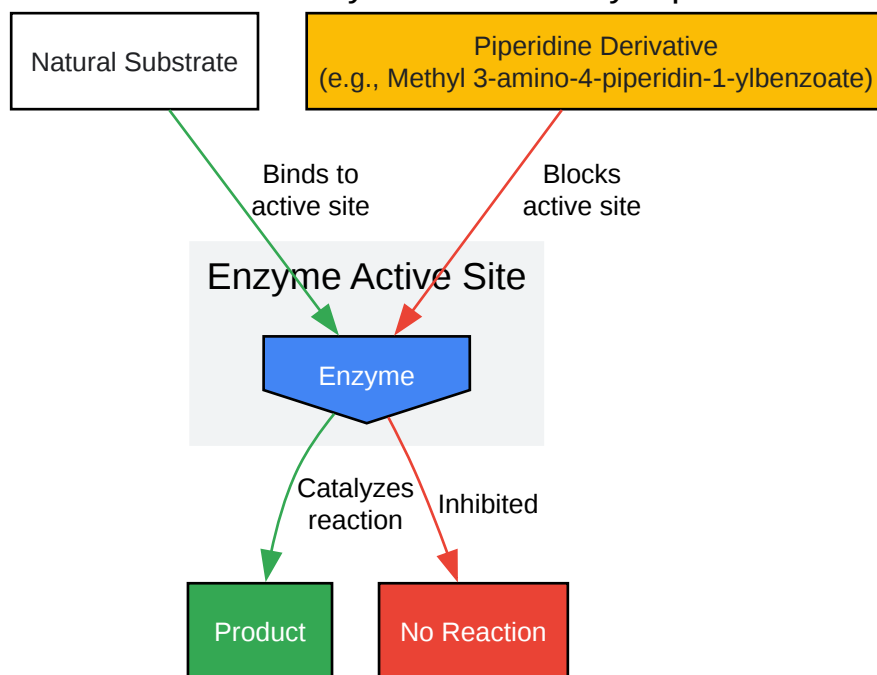 Natural Substrate
Piperidine Derivative
(e.g., Methyl 3-amino-4-piperidin-1-ylbenzoate)
Binds to
active site
Blocks
active site
Enzyme Active Site
Enzyme
Catalyzes
reaction
Inhibited
Product
No Reaction